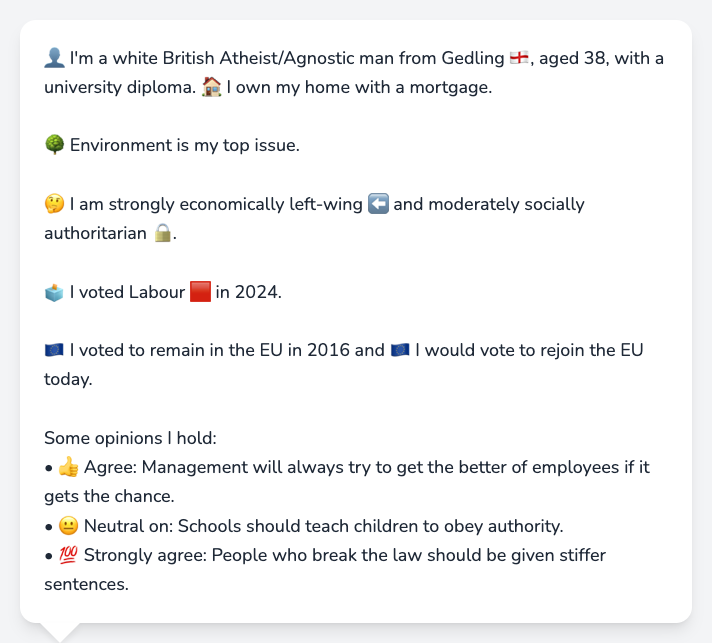 👤 I'm a white British Atheist/Agnostic man from Gedling 🏴󠁧󠁢󠁥󠁮󠁧󠁿, aged 38, with a
university diploma. 🏠 I own my home with a mortgage.
🌳 Environment is my top issue.
🤔 I am strongly economically left-wing ⬅️ and moderately socially
authoritarian 🔒.
🗳️ I voted Labour 🟥 in 2024.
🇪🇺 I voted to remain in the EU in 2016 and 🇪🇺 I would vote to rejoin the EU
today.
Some opinions I hold:
• 👍 Agree: Management will always try to get the better of employees if it
gets the chance.
• 😐 Neutral on: Schools should teach children to obey authority.
• 💯 Strongly agree: People who break the law should be given stiffer
sentences.